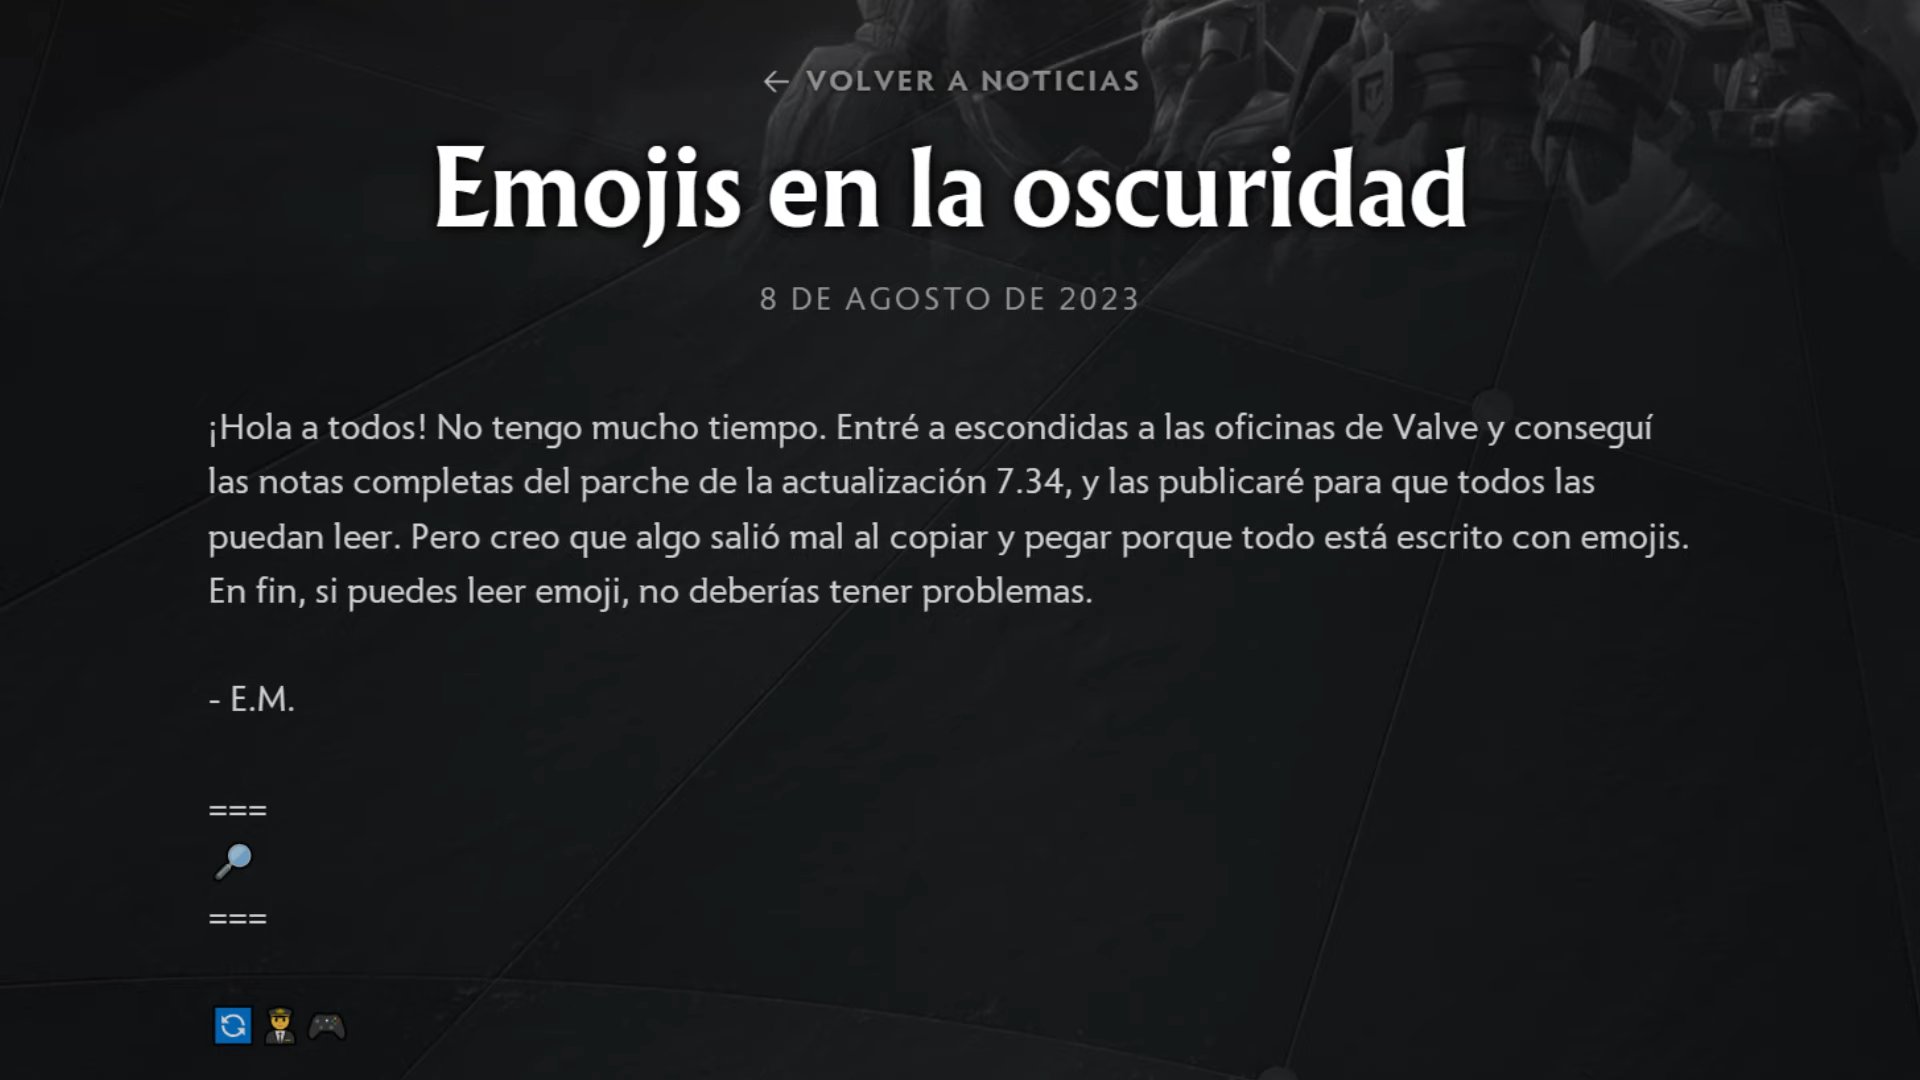 ← VOLVER A NOTICIAS
Emojis en la oscuridad
8 DE AGOSTO DE 2023
¡Hola a todos! No tengo mucho tiempo. Entré a escondidas a las oficinas de Valve y conseguí
las notas completas del parche de la actualización 7.34, y las publicaré para que todos las
puedan leer. Pero creo que algo salió mal al copiar y pegar porque todo está escrito con emojis.
En fin, si puedes leer emoji, no deberías tener problemas.
- E.M.
===
🔎
===
🔄 👨‍✈️ 🎮